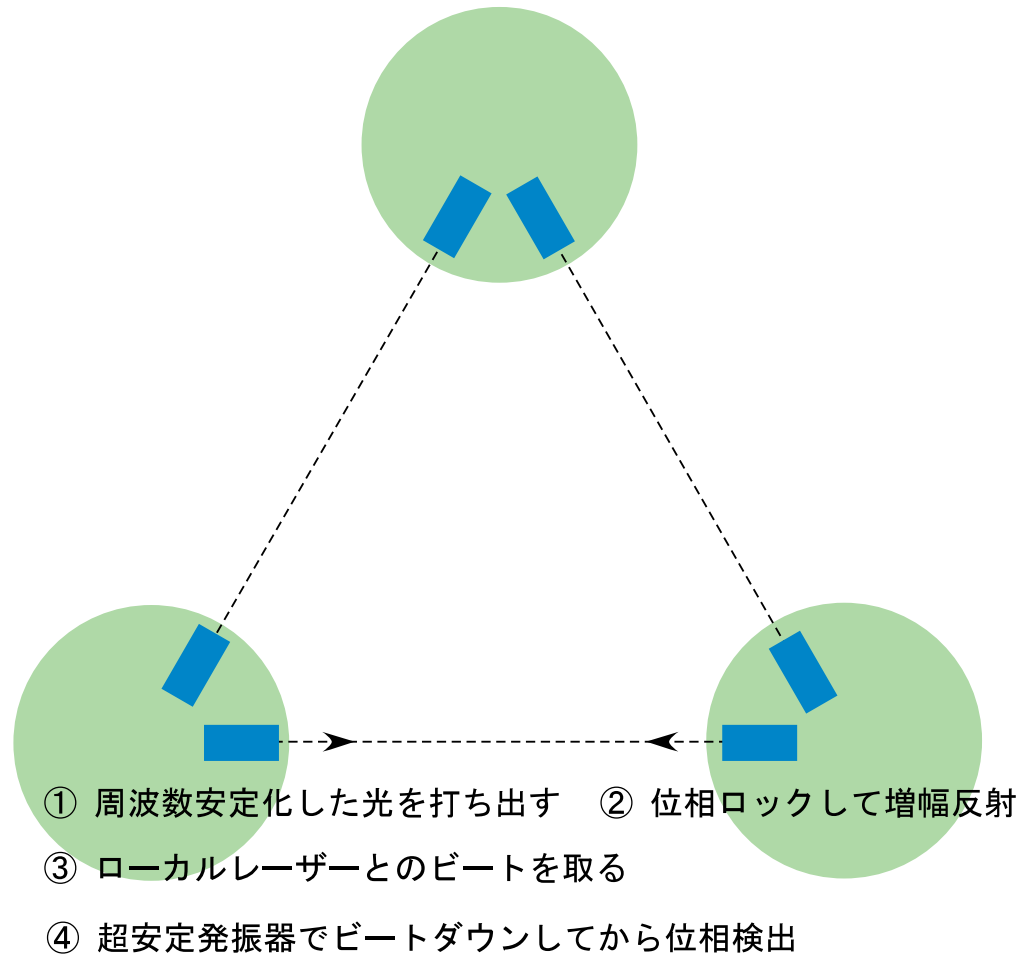 ① 周波数安定化した光を打ち出す ② 位相ロックして増幅反射
③ ローカルレーザーとのビートを取る
④ 超安定発振器でビートダウンしてから位相検出